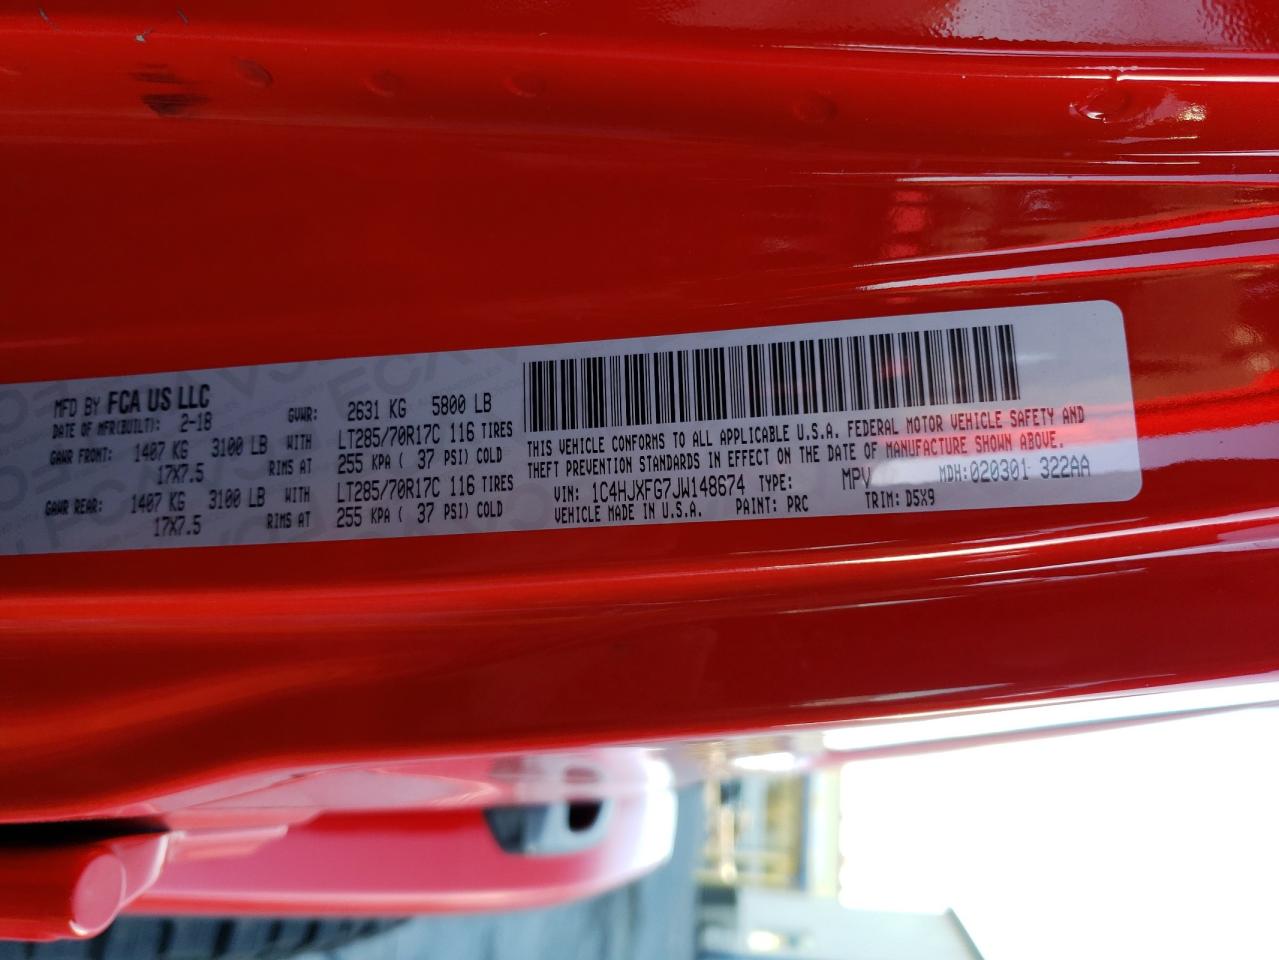 MFD BY FCA US LLC
DATE OF MFR(BUILT): 2-18 GVWR: 2631 KG 5800 LB
GAWR FRONT: 1407 KG 3100 LB WITH LT285/70R17C 116 TIRES
17X7.5 RIMS AT 255 KPA ( 37 PSI) COLD
GAWR REAR: 1407 KG 3100 LB WITH LT285/70R17C 116 TIRES
17X7.5 RIMS AT 255 KPA ( 37 PSI) COLD
THIS VEHICLE CONFORMS TO ALL APPLICABLE U.S.A. FEDERAL MOTOR VEHICLE SAFETY AND
THEFT PREVENTION STANDARDS IN EFFECT ON THE DATE OF MANUFACTURE SHOWN ABOVE.
VIN: 1C4HJXFG7JW148674 TYPE: MPV MDH:020301 322AA
VEHICLE MADE IN U.S.A. PAINT: PRC TRIM: D5X9